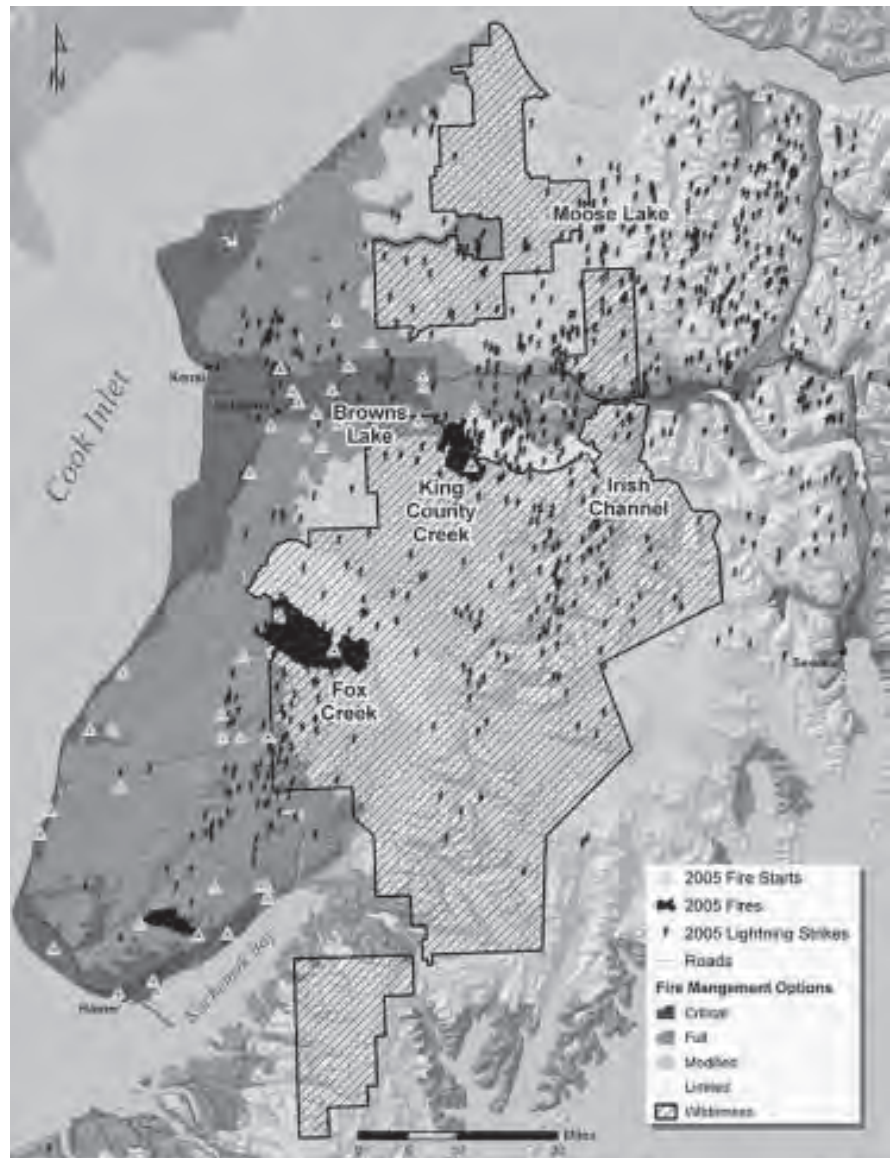 N
Moose Lake
Cook Inlet
Kenai
Browns
Lake
King
County
Creek
Irish
Channel
Fox
Creek
Seward
2005 Fire Starts
2005 Fires
2005 Lightning Strikes
Roads
Fire Mangement Options
Critical
Full
Modified
Limited
Wilderness
Kachemak Bay
Homer
Miles